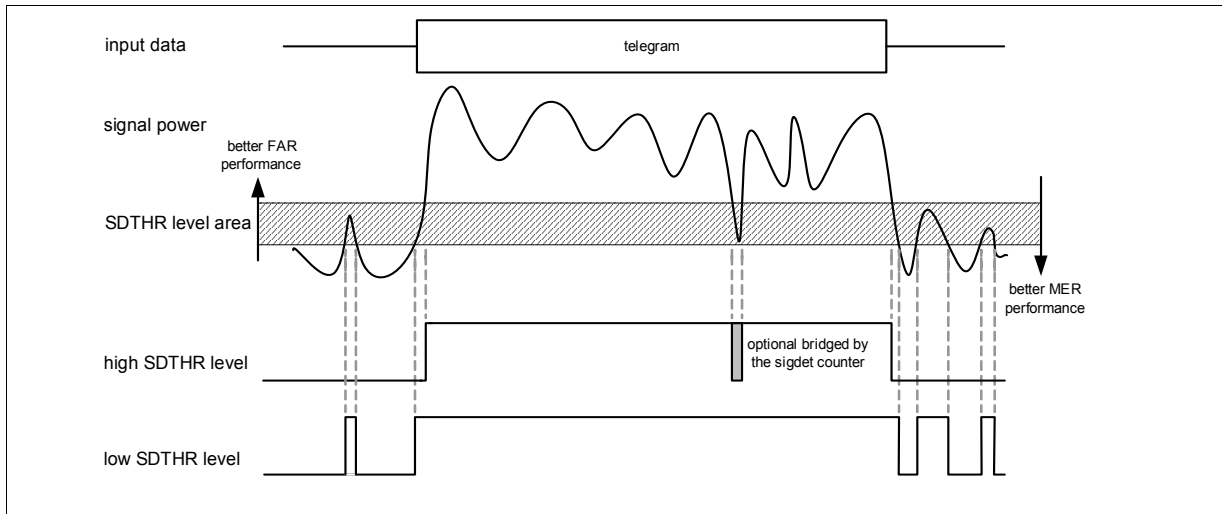 input data
telegram
signal power
better FAR
performance
SDTHR level area
better MER
performance
high SDTHR level
optional bridged by
the sigdet counter
low SDTHR level